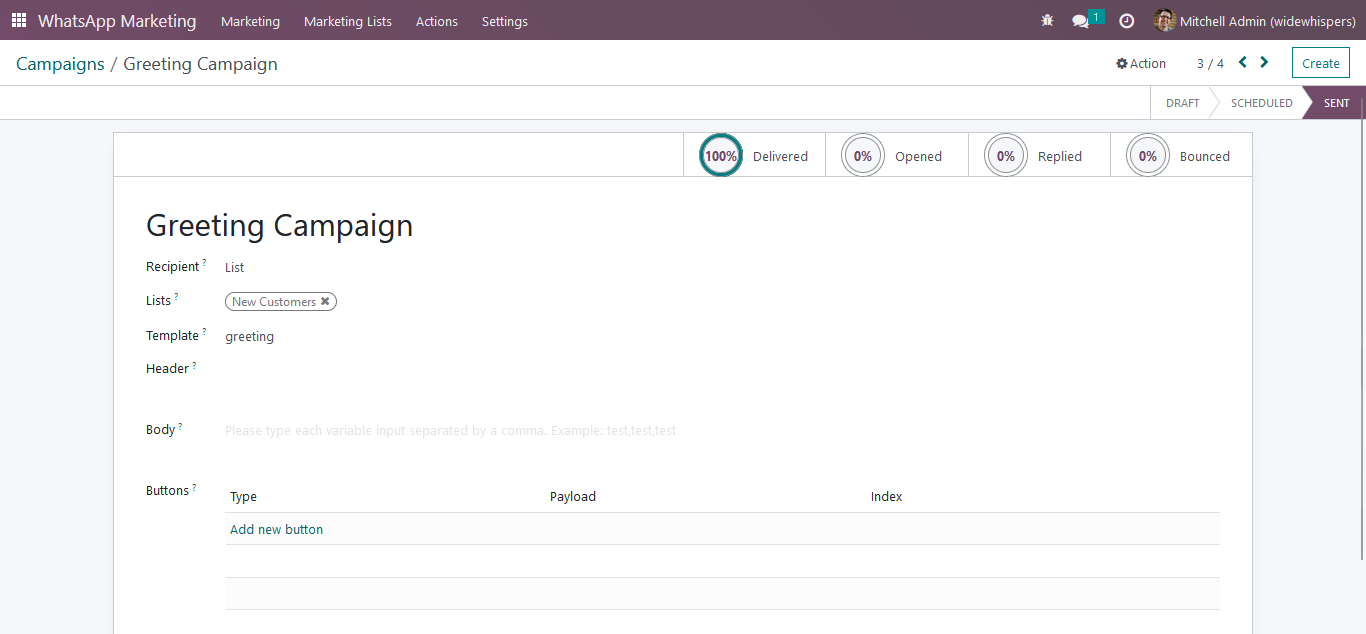 WhatsApp Marketing Marketing Marketing Lists Actions Settings 1 Mitchell Admin (widewhispers)
Campaigns / Greeting Campaign Action 3 / 4 Create
DRAFT SCHEDULED SENT
100% Delivered 0% Opened 0% Replied 0% Bounced
Greeting Campaign
Recipient ? List
Lists ? New Customers ✖
Template ? greeting
Header ?
Body ? Please type each variable input separated by a comma. Example: test,test,test
Buttons ? Type Payload Index
Add new button